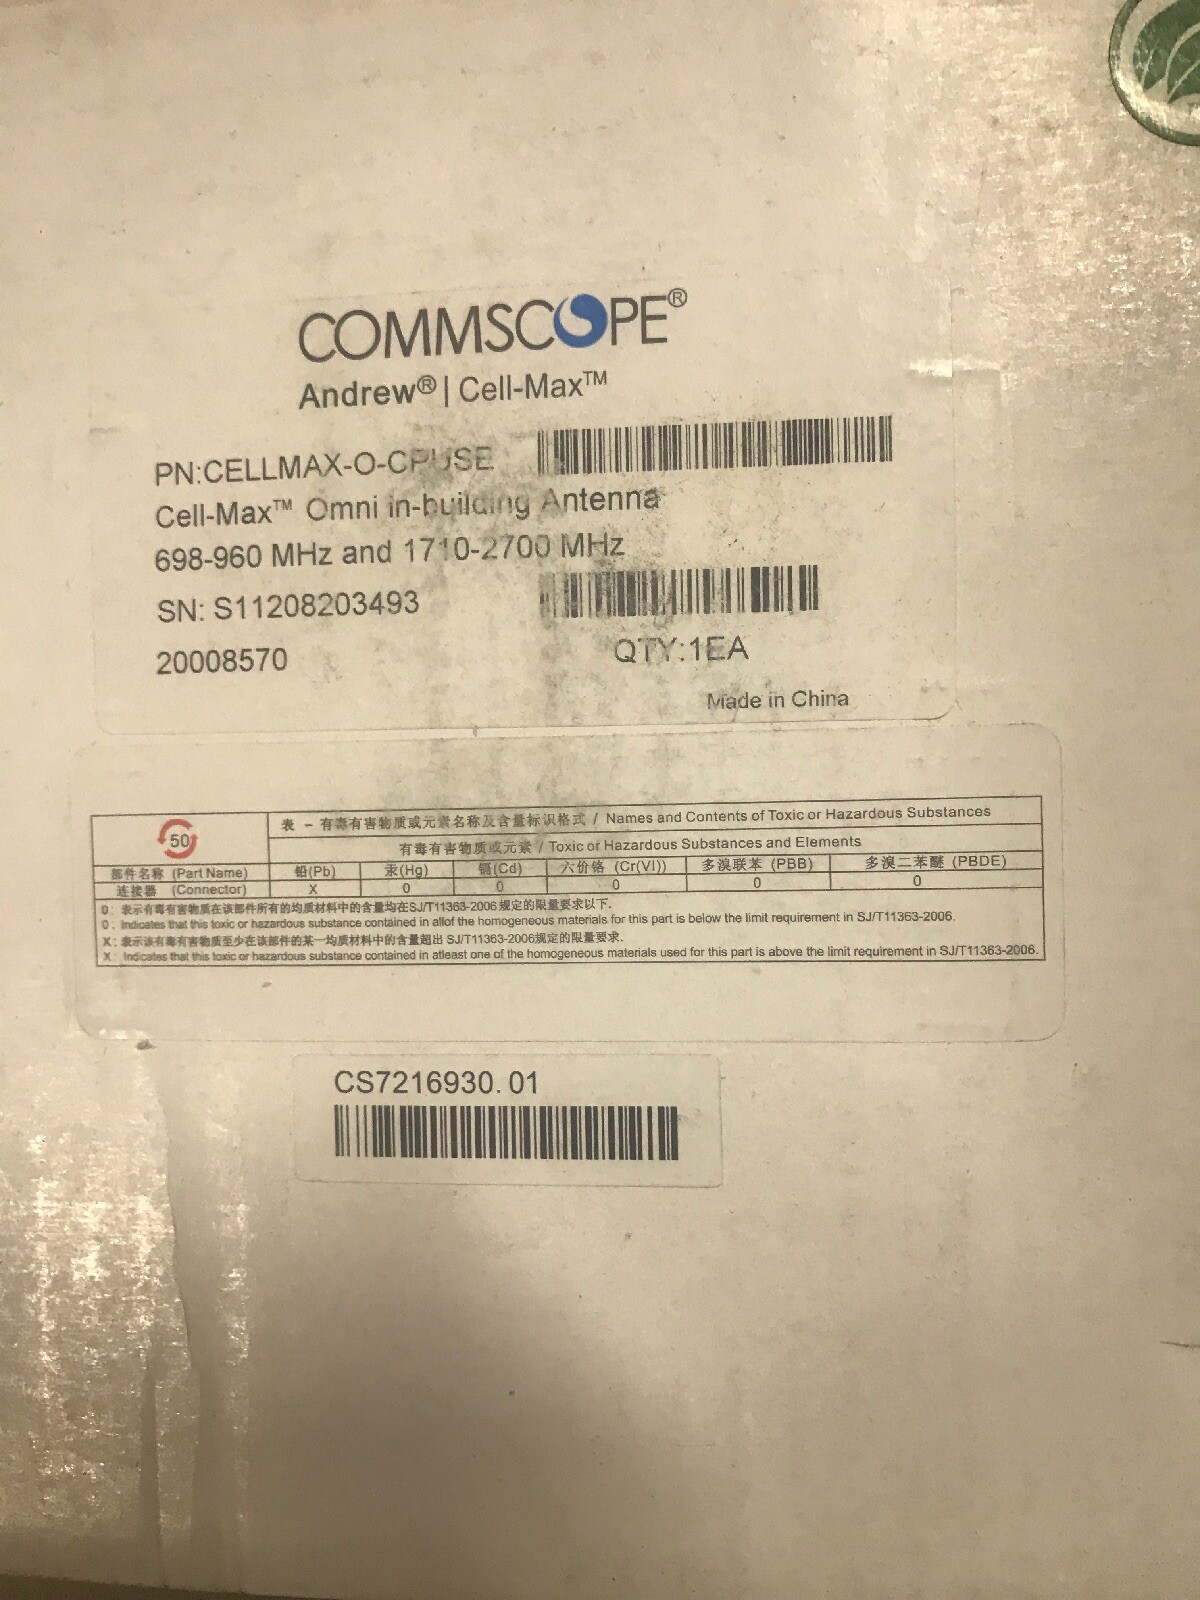 COMMSCOPE®
Andrew® | Cell-Max™
PN:CELLMAX-O-CPUSE
Cell-Max™ Omni in-building Antenna
698-960 MHz and 1710-2700 MHz
SN: S11208203493
20008570 QTY:1EA
Made in China
50
表 - 有毒有害物质或元素名称及含量标识格式 / Names and Contents of Toxic or Hazardous Substances
有毒有害物质或元素 / Toxic or Hazardous Substances and Elements
部件名称 (Part Name) 铅(Pb) 汞(Hg) 镉(Cd) 六价铬 (Cr(VI)) 多溴联苯 (PBB) 多溴二苯醚 (PBDE)
连接器 (Connector) X 0 0 0 0 0
0: 表示有毒有害物质在该部件所有的均质材料中的含量均在SJ/T11363-2006规定的限量要求以下.
0: Indicates that this toxic or hazardous substance contained in allof the homogeneous materials for this part is below the limit requirement in SJ/T11363-2006.
X: 表示该有毒有害物质至少在该部件的某一均质材料中的含量超出 SJ/T11363-2006规定的限量要求.
X: Indicates that this toxic or hazardous substance contained in atleast one of the homogeneous materials used for this part is above the limit requirement in SJ/T11363-2006.
CS7216930.01